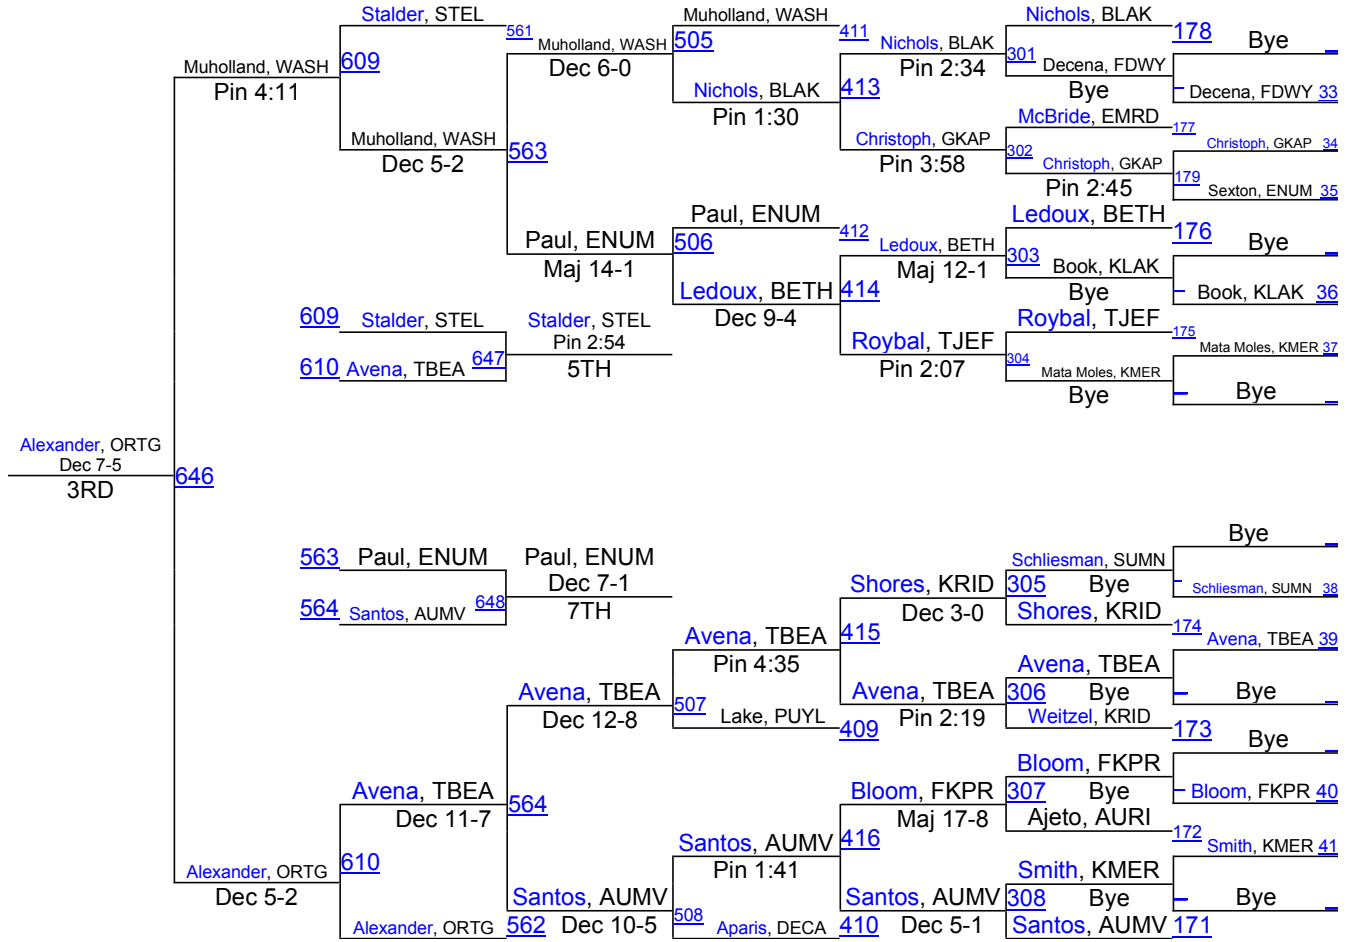 Stalder, STEL
561
Muholland, WASH
411
Nichols, BLAK
178
Bye
Muholland, WASH
505
Nichols, BLAK
301
Decena, FDWY
Muholland, WASH
609
Dec 6-0
Pin 2:34
Bye
Decena, FDWY 33
Pin 4:11
Nichols, BLAK
413
Pin 1:30
McBride, EMRD
177
Muholland, WASH
563
Christoph, GKAP
302
Christoph, GKAP 34
Dec 5-2
Pin 3:58
Christoph, GKAP
179
Pin 2:45
Sexton, ENUM 35
Paul, ENUM
412
Ledoux, BETH
176
Paul, ENUM
506
Ledoux, BETH
303
Bye
Maj 14-1
Maj 12-1
Book, KLAK
Ledoux, BETH
414
Bye
Book, KLAK 36
Dec 9-4
609
Stalder, STEL
Stalder, STEL
Roybal, TJEF
175
Pin 2:54
Roybal, TJEF
Mata Moles, KMER 37
610
Avena, TBEA
647
5TH
Pin 2:07
304
Mata Moles, KMER
Bye
Bye
Alexander, ORTG
Dec 7-5
646
3RD
Bye
563
Paul, ENUM
Paul, ENUM
Schliesman, SUMN
Dec 7-1
Shores, KRID
305
Bye
Schliesman, SUMN 38
564
Santos, AUMV
648
7TH
Dec 3-0
Shores, KRID
174
Avena, TBEA
415
Avena, TBEA 39
Pin 4:35
Avena, TBEA
Avena, TBEA
507
Avena, TBEA
306
Bye
Bye
Dec 12-8
Lake, PUYL
409
Pin 2:19
Weitzel, KRID
173
Bye
Avena, TBEA
564
Bloom, FKPR
Bloom, FKPR
307
Bye
Bloom, FKPR 40
Dec 11-7
Maj 17-8
Ajeto, AURI
172
Santos, AUMV
416
Smith, KMER 41
Alexander, ORTG
610
Pin 1:41
Smith, KMER
Dec 5-2
Santos, AUMV
Santos, AUMV
308
Bye
Bye
Alexander, ORTG
562
Dec 10-5
508
Aparis, DECA
410
Dec 5-1
Santos, AUMV
171